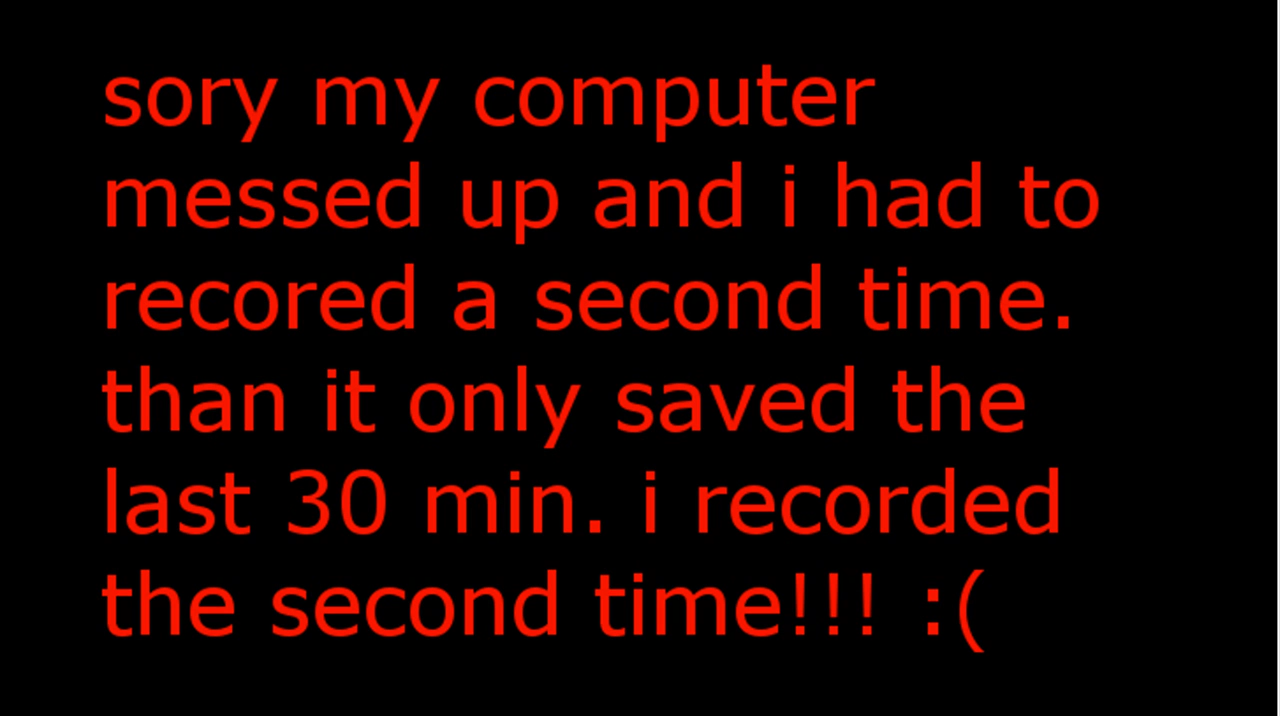 sory my computer
messed up and i had to
recored a second time.
than it only saved the
last 30 min. i recorded
the second time!!! :(